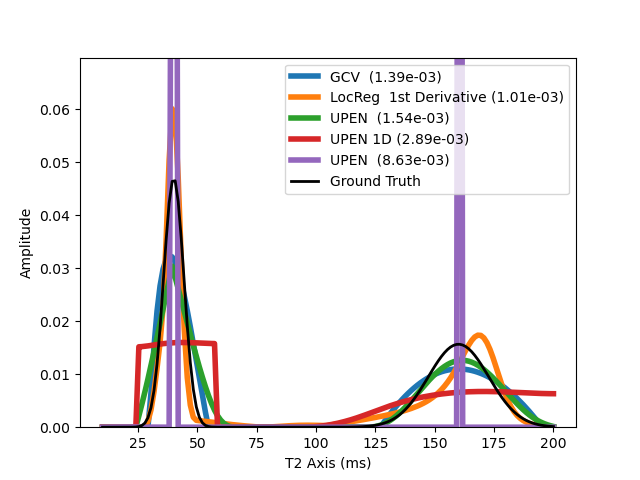 GCV  (1.39e-03)
LocReg  1st Derivative (1.01e-03)
UPEN  (1.54e-03)
UPEN 1D (2.89e-03)
UPEN  (8.63e-03)
Ground Truth
Amplitude
0.06
0.05
0.04
0.03
0.02
0.01
0.00
25 50 75 100 125 150 175 200
T2 Axis (ms)